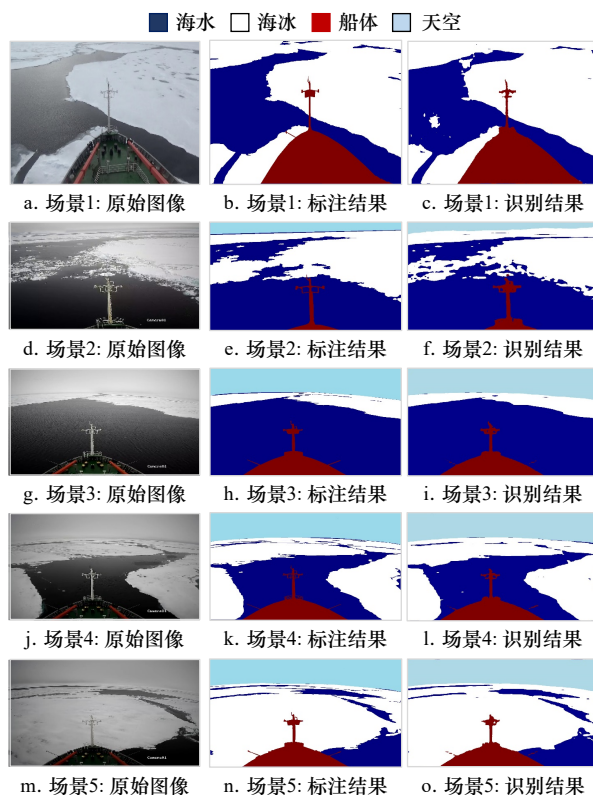 海水 海冰 船体 天空
a. 场景1: 原始图像 b. 场景1: 标注结果 c. 场景1: 识别结果
Camera01
d. 场景2: 原始图像 e. 场景2: 标注结果 f. 场景2: 识别结果
Camera01
g. 场景3: 原始图像 h. 场景3: 标注结果 i. 场景3: 识别结果
Camera01
j. 场景4: 原始图像 k. 场景4: 标注结果 l. 场景4: 识别结果
Camera01
m. 场景5: 原始图像 n. 场景5: 标注结果 o. 场景5: 识别结果